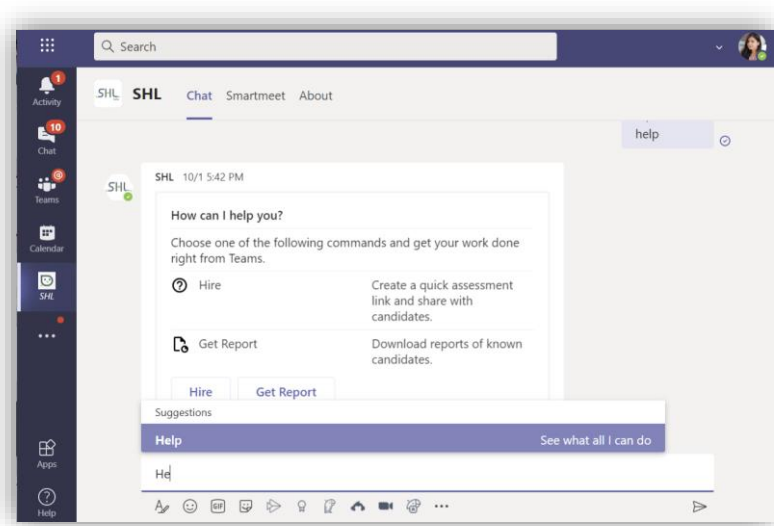 Search
1
Activity
10
Chat
@
Teams
Calendar
SHL
Apps
Help
SHL
SHL
Chat Smartmeet About
help
SHL
SHL 10/1 5:42 PM
How can I help you?
Choose one of the following commands and get your work done
right from Teams.
Hire
Create a quick assessment
link and share with
candidates.
Get Report
Download reports of known
candidates.
Hire Get Report
Suggestions
Help See what all I can do
He
GIF